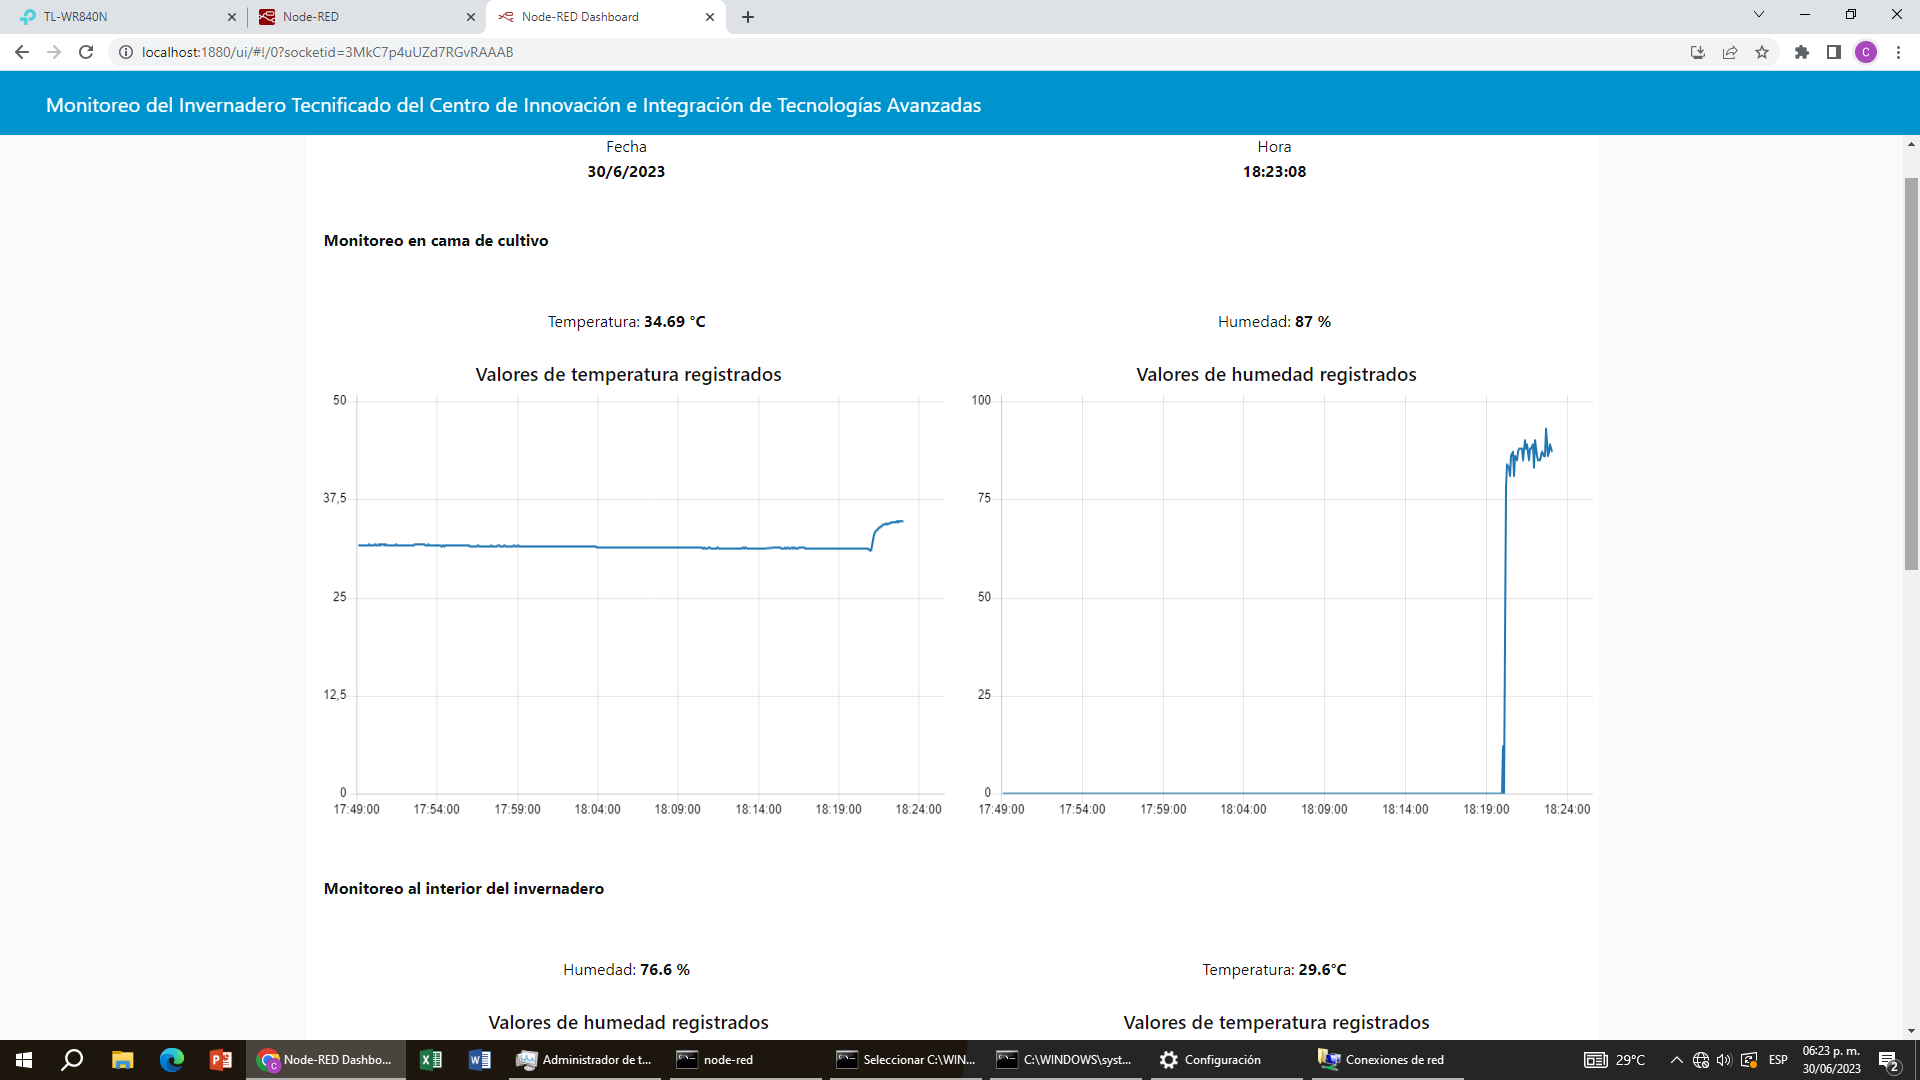 TL-WR840N
Node-RED
Node-RED Dashboard
localhost:1880/ui/#!/0?socketid=3MkC7p4uUZd7RGvRAAAB
C
Monitoreo del Invernadero Tecnificado del Centro de Innovación e Integración de Tecnologías Avanzadas
Fecha
30/6/2023
Hora
18:23:08
Monitoreo en cama de cultivo
Temperatura: 34.69 °C
Humedad: 87 %
Valores de temperatura registrados
50
37,5
25
12,5
0
17:49:00 17:54:00 17:59:00 18:04:00 18:09:00 18:14:00 18:19:00 18:24:00
Valores de humedad registrados
100
75
50
25
0
17:49:00 17:54:00 17:59:00 18:04:00 18:09:00 18:14:00 18:19:00 18:24:00
Monitoreo al interior del invernadero
Humedad: 76.6 %
Temperatura: 29.6°C
Valores de humedad registrados
Valores de temperatura registrados
Node-RED Dashbo...
Administrador de t...
node-red
Seleccionar C:\WIN...
C:\WINDOWS\syst...
Configuración
Conexiones de red
29°C
ESP
06:23 p. m.
30/06/2023
2